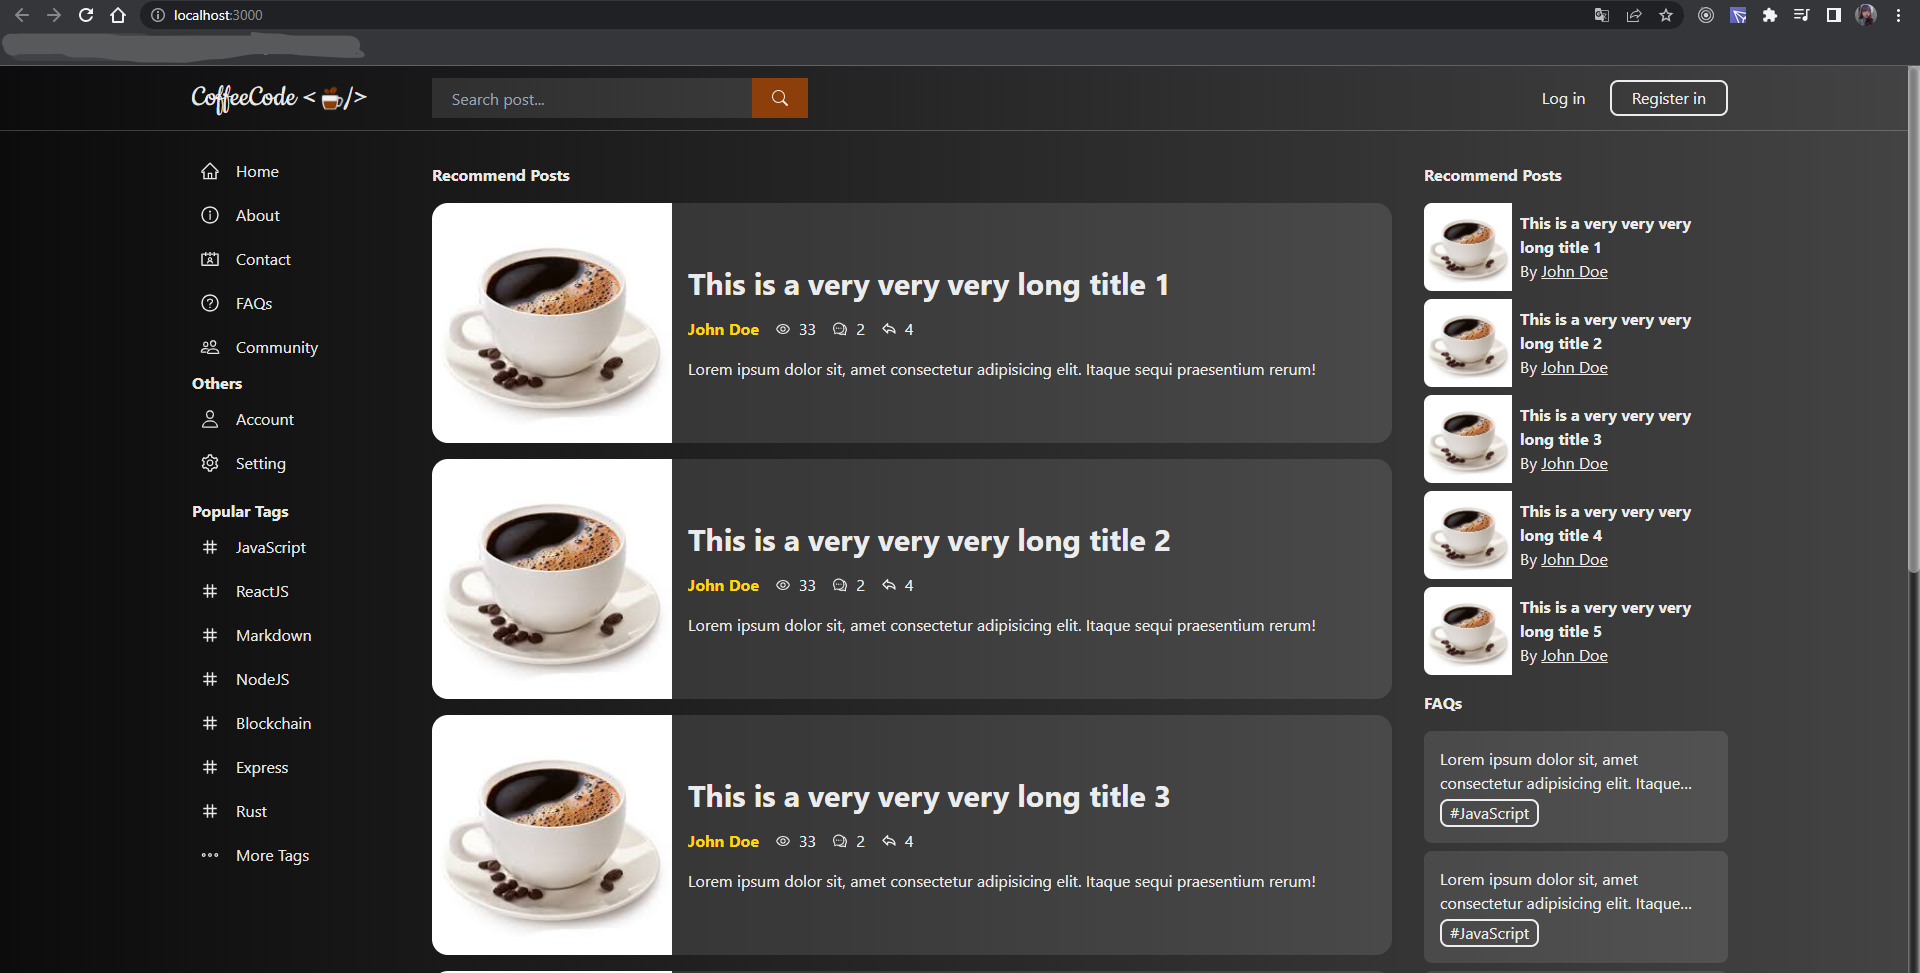 localhost:3000
CoffeeCode < />
Search post...
Log in
Register in
Home
About
Contact
FAQs
Community
Others
Account
Setting
Popular Tags
JavaScript
ReactJS
Markdown
NodeJS
Blockchain
Express
Rust
More Tags
Recommend Posts
This is a very very very long title 1
John Doe 33 2 4
Lorem ipsum dolor sit, amet consectetur adipisicing elit. Itaque sequi praesentium rerum!
This is a very very very long title 2
John Doe 33 2 4
Lorem ipsum dolor sit, amet consectetur adipisicing elit. Itaque sequi praesentium rerum!
This is a very very very long title 3
John Doe 33 2 4
Lorem ipsum dolor sit, amet consectetur adipisicing elit. Itaque sequi praesentium rerum!
Recommend Posts
This is a very very very
long title 1
By John Doe
This is a very very very
long title 2
By John Doe
This is a very very very
long title 3
By John Doe
This is a very very very
long title 4
By John Doe
This is a very very very
long title 5
By John Doe
FAQs
Lorem ipsum dolor sit, amet
consectetur adipisicing elit. Itaque...
#JavaScript
Lorem ipsum dolor sit, amet
consectetur adipisicing elit. Itaque...
#JavaScript